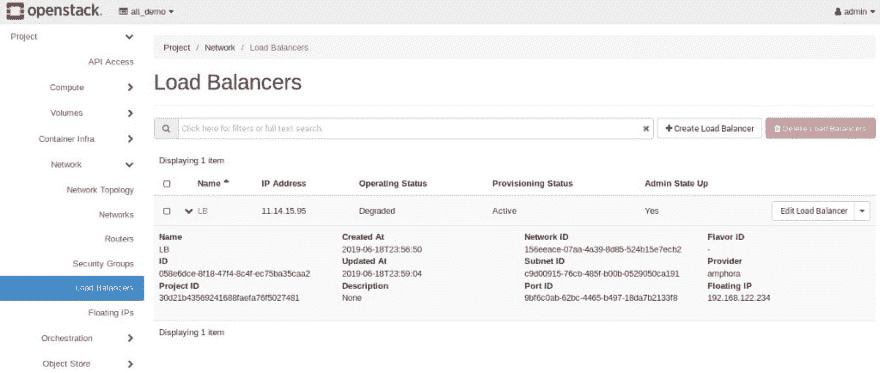 openstack. all_demo admin
Project
API Access
Compute
Volumes
Container Infra
Network
Network Topology
Networks
Routers
Security Groups
Load Balancers
Floating IPs
Orchestration
Object Store
Project / Network / Load Balancers
Load Balancers
Click here for filters or full text search.
+ Create Load Balancer
Delete Load Balancers
Displaying 1 item
Name IP Address Operating Status Provisioning Status Admin State Up
LB 11.14.15.95 Degraded Active Yes Edit Load Balancer
Name Created At Network ID Flavor ID
LB 2019-06-18T23:56:50 156eeace-07aa-4a39-8d85-524b15e7ecb2 -
ID Updated At Subnet ID Provider
058e6dce-8f18-47f4-8c4f-ec75ba35caa2 2019-06-18T23:59:04 c9d00915-76cb-485f-b00b-0529050ca191 amphora
Project ID Description Port ID Floating IP
30d21b43569241688faefa76f5027481 None 9bf6c0ab-62bc-4465-b497-18da7b2133f8 192.168.122.234
Displaying 1 item